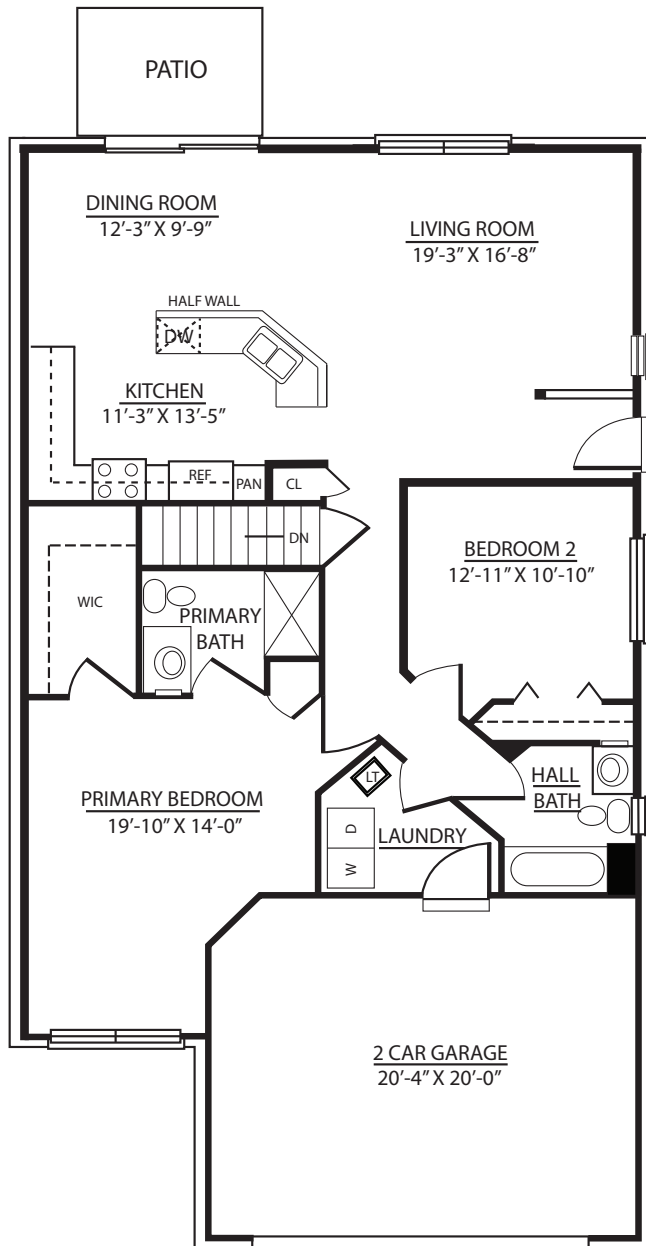 PATIO
DINING ROOM
12’-3” X 9’-9”
LIVING ROOM
19’-3” X 16’-8”
HALF WALL
DW
KITCHEN
11’-3” X 13’-5”
REF
PAN
CL
DN
BEDROOM 2
12’-11” X 10’-10”
WIC
PRIMARY
BATH
PRIMARY BEDROOM
19’-10” X 14’-0”
LT
HALL
BATH
D
LAUNDRY
W
2 CAR GARAGE
20’-4” X 20’-0”